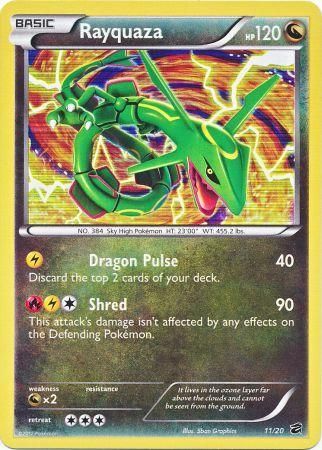 BASIC
Rayquaza HP120
NO. 384 Sky High Pokémon HT: 23'00" WT: 455.2 lbs.
Dragon Pulse 40
Discard the top 2 cards of your deck.
Shred 90
This attack's damage isn't affected by any effects on
the Defending Pokémon.
weakness resistance
×2
retreat
It lives in the ozone layer far
above the clouds and cannot
be seen from the ground.
©2012 Pokémon
Illus. 5ban Graphics 11/20